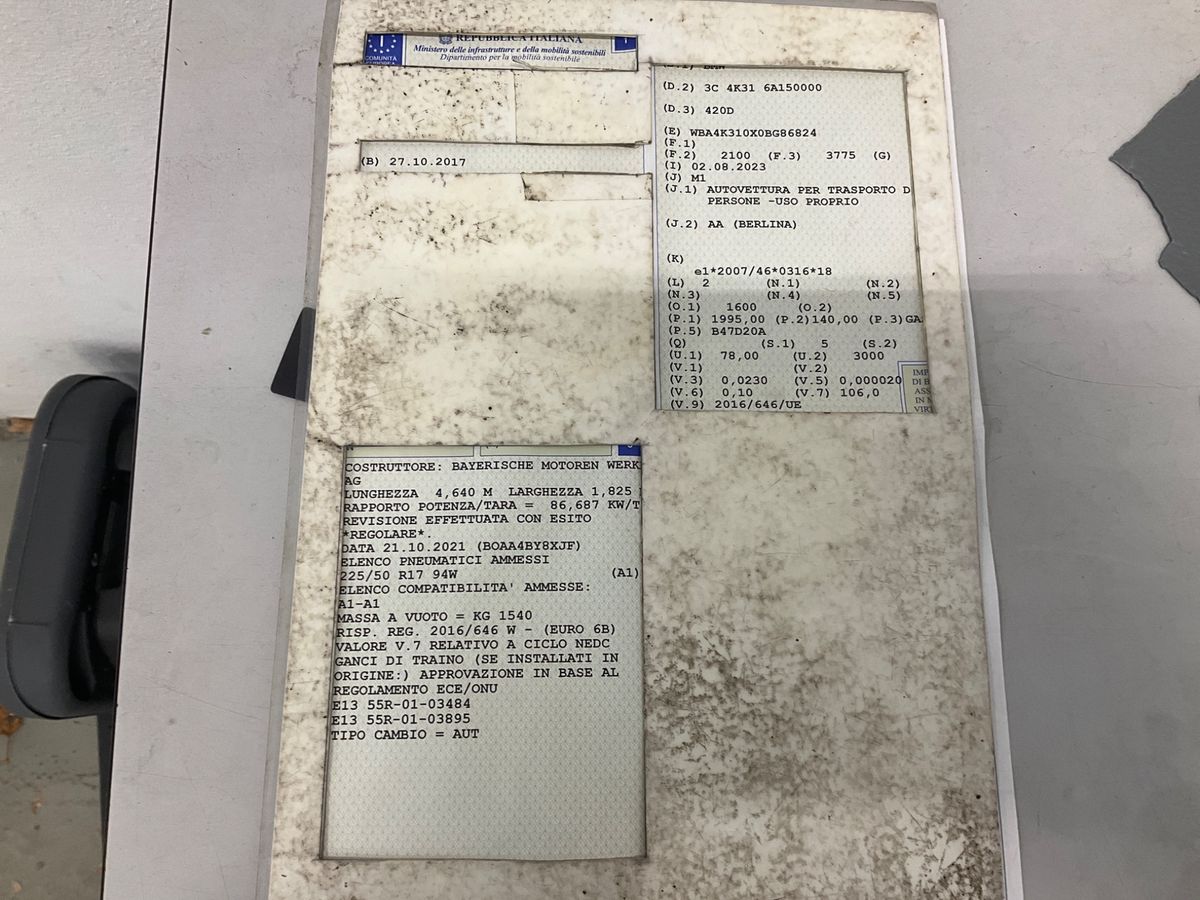 REPUBBLICA ITALIANA
Ministero delle infrastrutture e della mobilità sostenibili
Dipartimento per la mobilità sostenibile
I
COMUNITÀ
(B) 27.10.2017
BMW
(D.2) 3C 4K31 6A150000
(D.3) 420D
(E) WBA4K310X0BG86824
(F.1)
(F.2) 2100 (F.3) 3775 (G)
(I) 02.08.2023
(J) M1
(J.1) AUTOVETTURA PER TRASPORTO D
PERSONE -USO PROPRIO
(J.2) AA (BERLINA)
(K)
e1*2007/46*0316*18
(L) 2 (N.1) (N.2)
(N.3) (N.4) (N.5)
(O.1) 1600 (O.2)
(P.1) 1995,00 (P.2)140,00 (P.3)GA
(P.5) B47D20A
(Q) (S.1) 5 (S.2)
(U.1) 78,00 (U.2) 3000
(V.1) (V.2)
(V.3) 0,0230 (V.5) 0,000020
(V.6) 0,10 (V.7) 106,0
(V.9) 2016/646/UE
IMP
DI B
ASS
IN M
VIR
COSTRUTTORE: BAYERISCHE MOTOREN WERK
AG
LUNGHEZZA 4,640 M LARGHEZZA 1,825
RAPPORTO POTENZA/TARA = 86,687 KW/T
REVISIONE EFFETTUATA CON ESITO
*REGOLARE*.
DATA 21.10.2021 (BOAA4BY8XJF)
ELENCO PNEUMATICI AMMESSI
225/50 R17 94W (A1)
ELENCO COMPATIBILITA' AMMESSE:
A1-A1
MASSA A VUOTO = KG 1540
RISP. REG. 2016/646 W - (EURO 6B)
VALORE V.7 RELATIVO A CICLO NEDC
GANCI DI TRAINO (SE INSTALLATI IN
ORIGINE:) APPROVAZIONE IN BASE AL
REGOLAMENTO ECE/ONU
E13 55R-01-03484
E13 55R-01-03895
TIPO CAMBIO = AUT